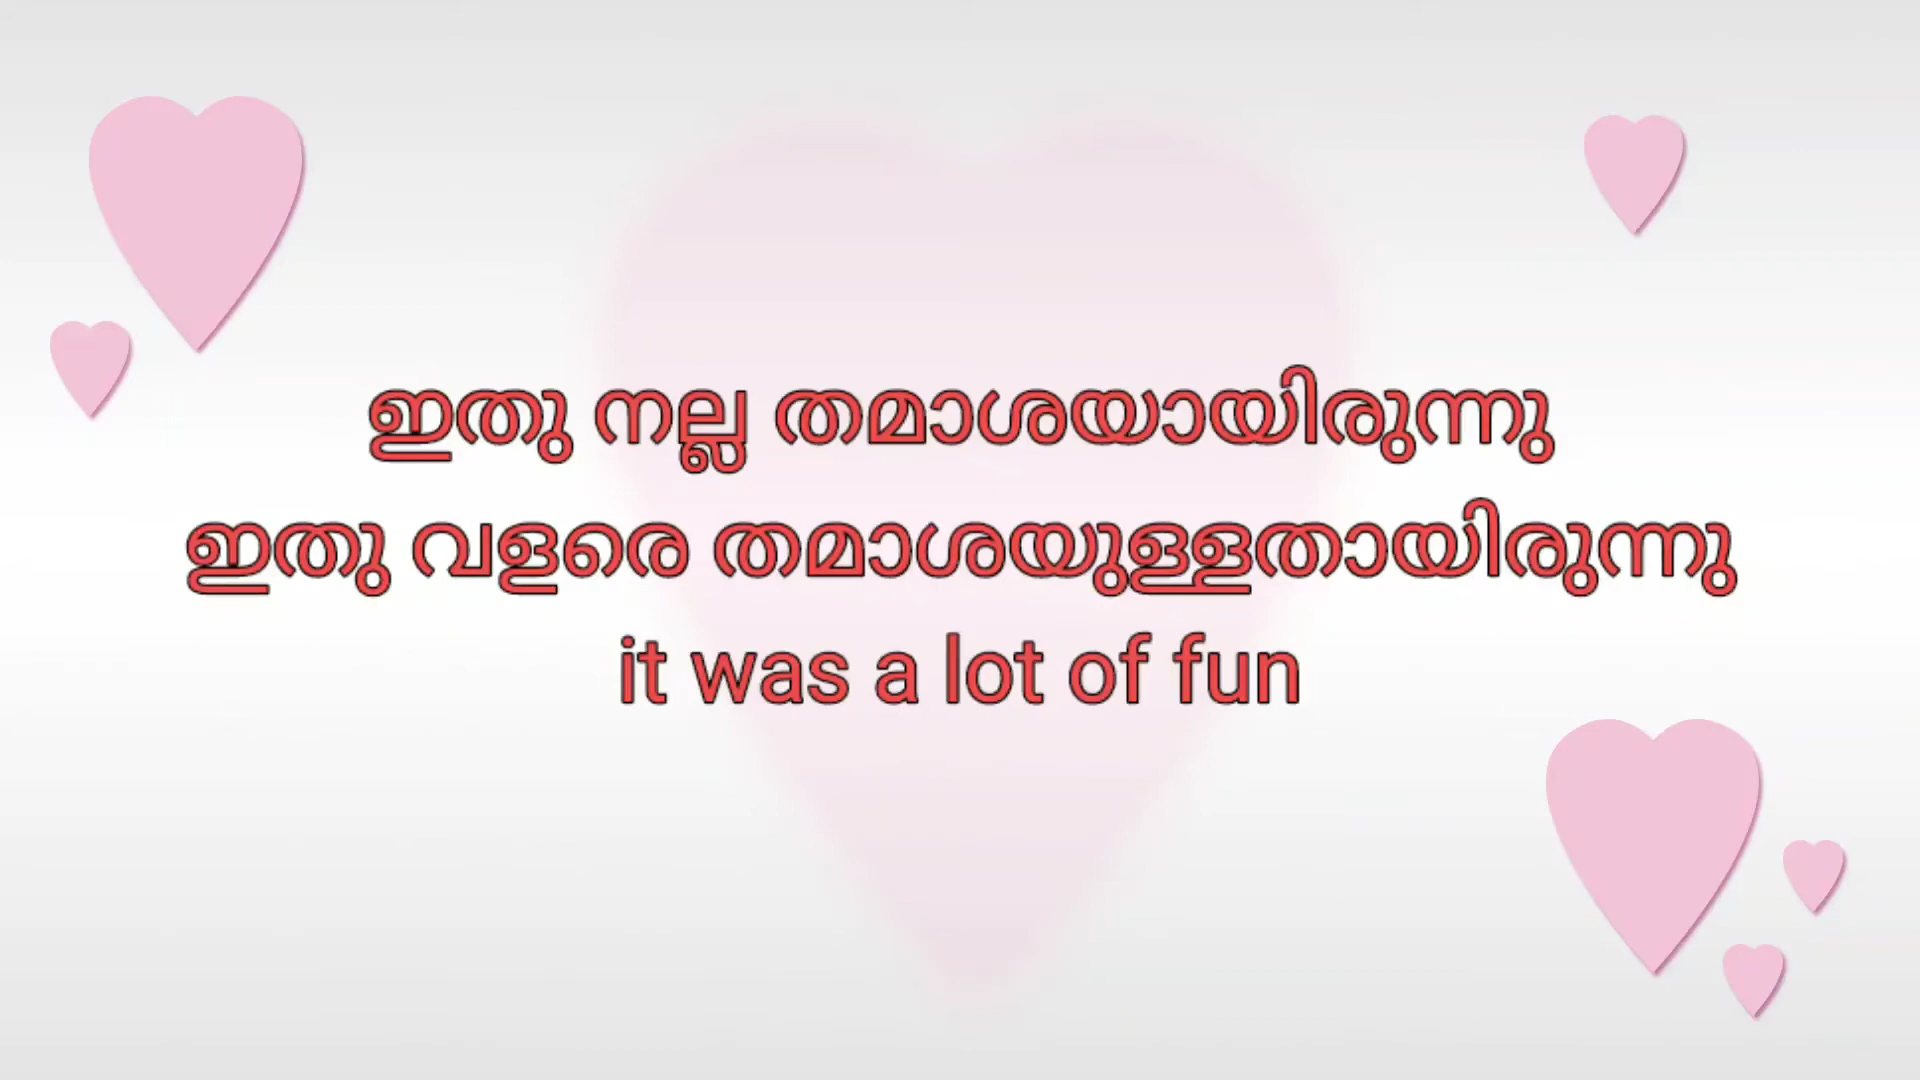 ഇതു നല്ല തമാശയായിരുന്നു
ഇതു വളരെ തമാശയുള്ളതായിരുന്നു
it was a lot of fun